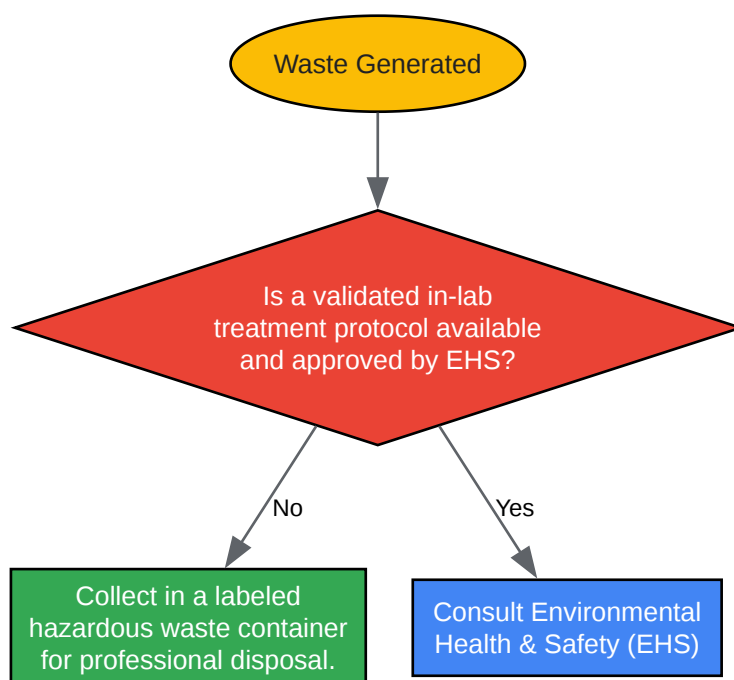 Waste Generated
Is a validated in-lab
treatment protocol available
and approved by EHS?
No
Yes
Collect in a labeled
hazardous waste container
for professional disposal.
Consult Environmental
Health & Safety (EHS)